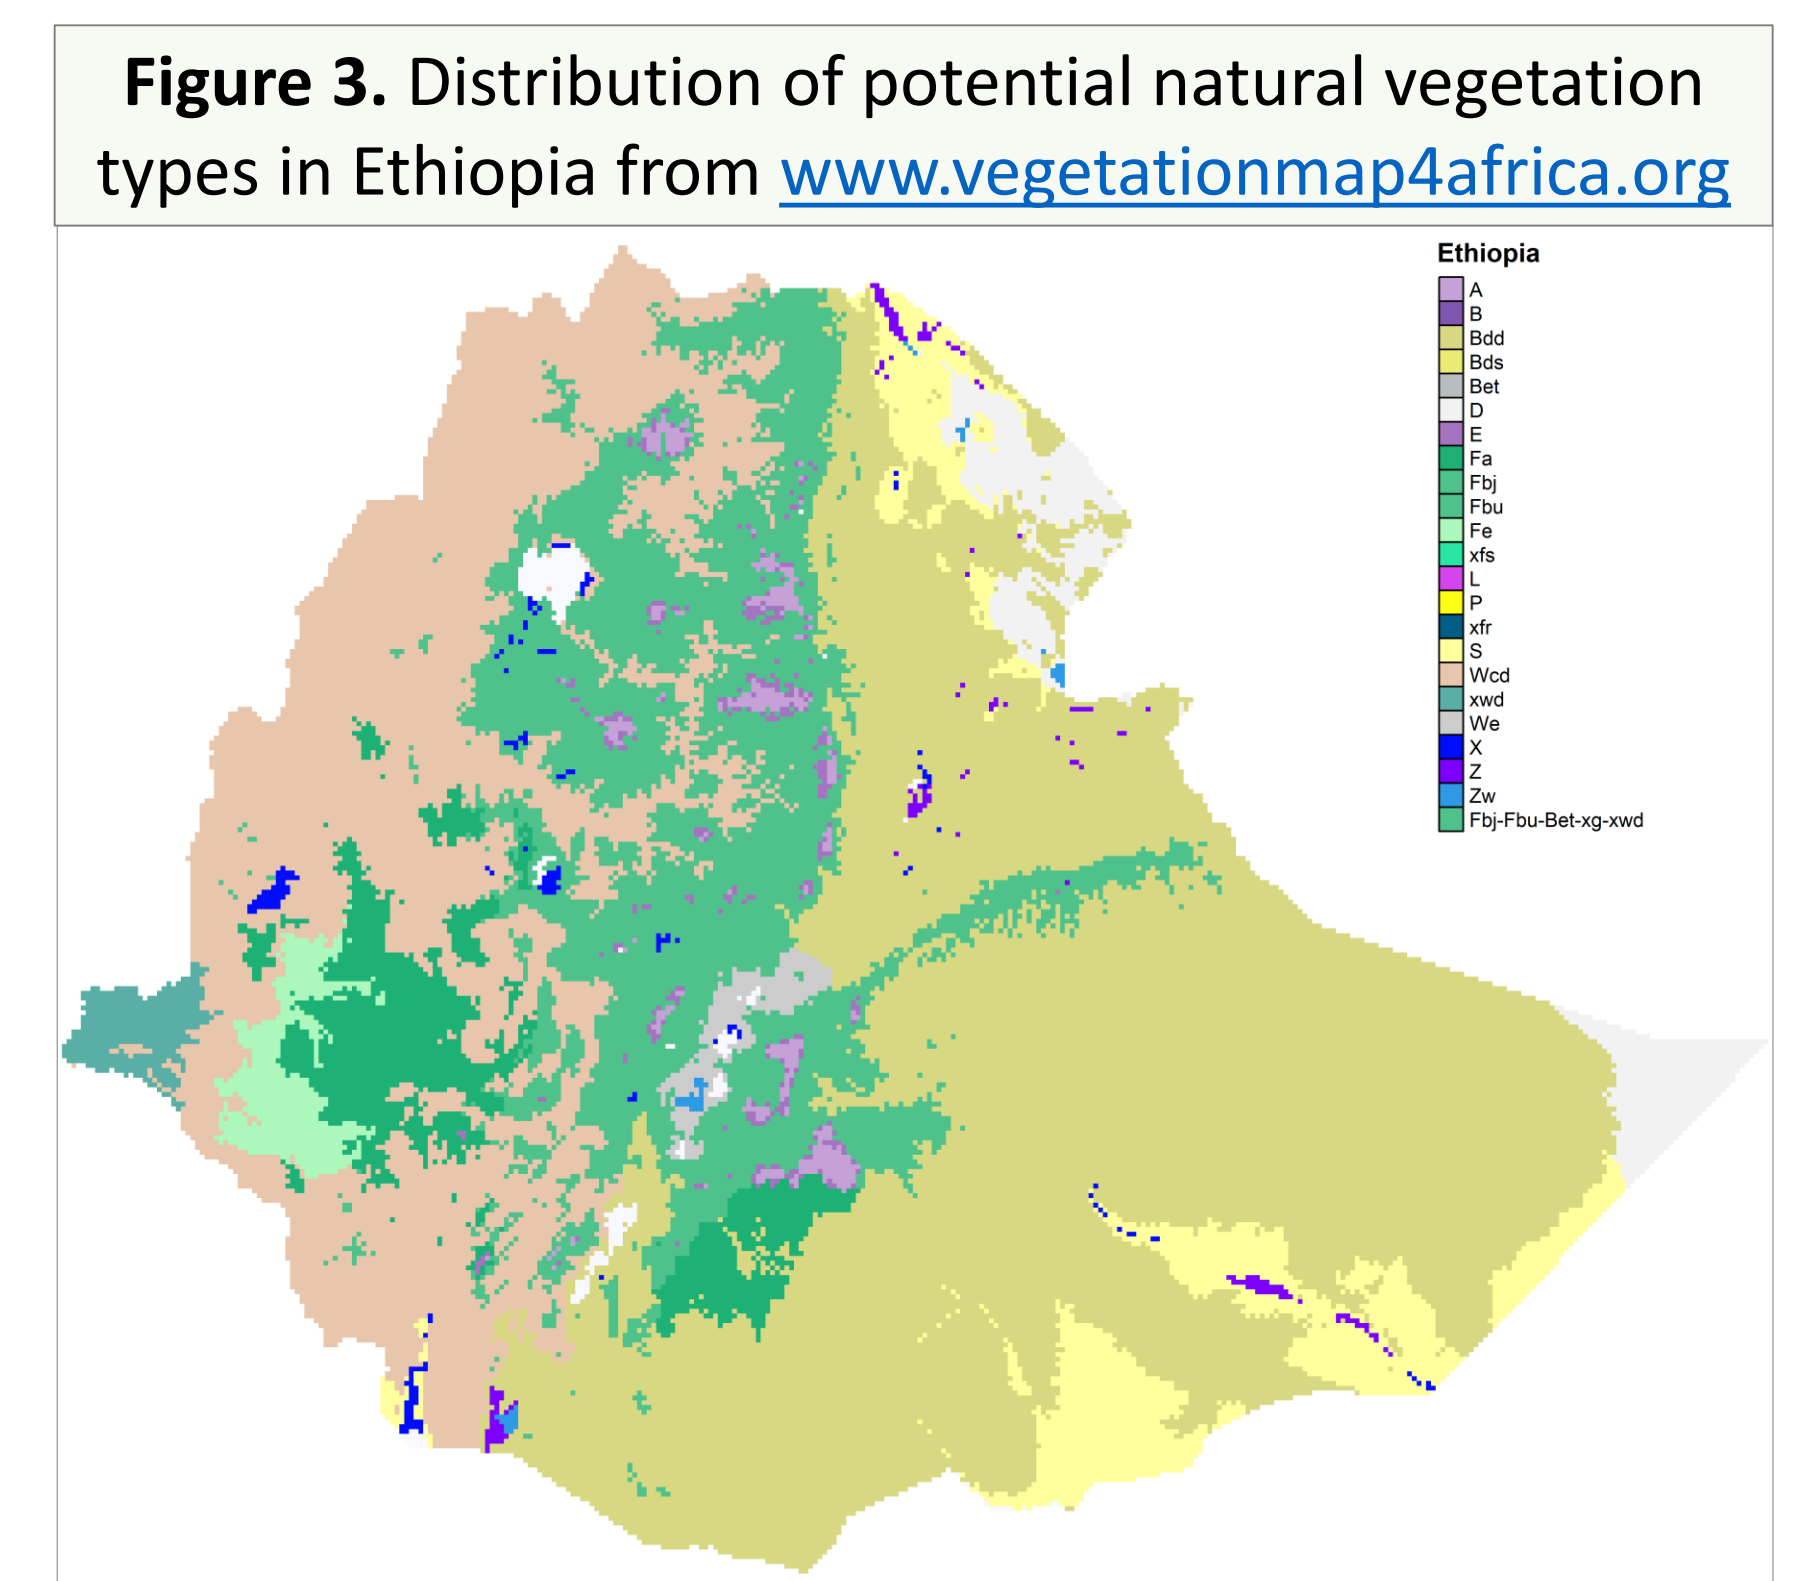 Figure 3. Distribution of potential natural vegetation
types in Ethiopia from www.vegetationmap4africa.org
Ethiopia
A
B
Bdd
Bds
Bet
D
E
Fa
Fbj
Fbu
Fe
xfs
L
P
xfr
S
Wcd
xwd
We
X
Z
Zw
Fbj-Fbu-Bet-xg-xwd